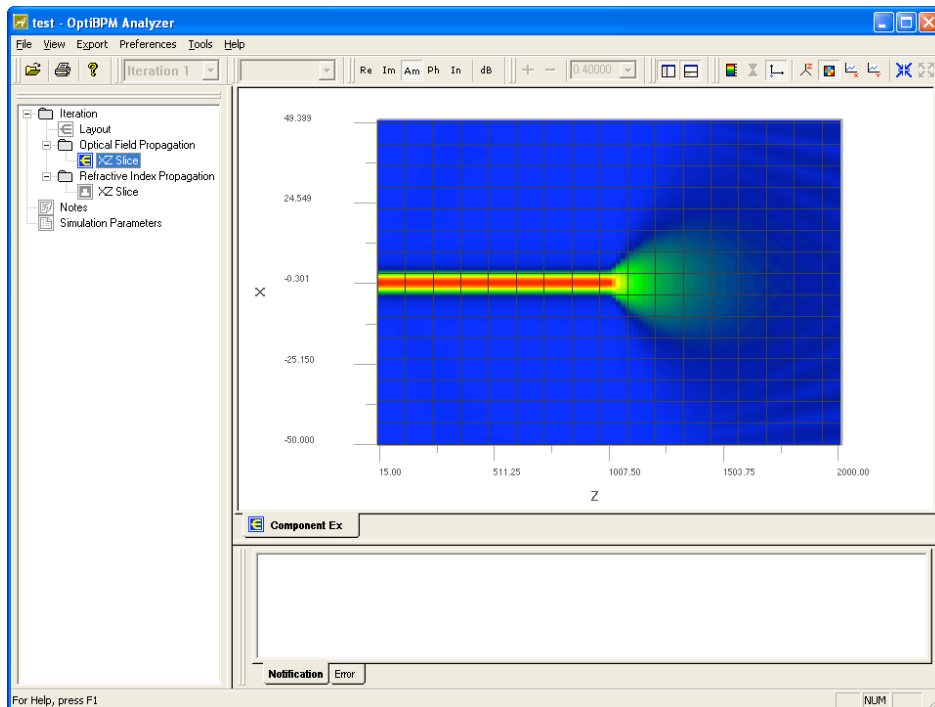 test - OptiBPM Analyzer
File View Export Preferences Tools Help
Iteration 1
Re Im Am Ph In dB
0.40000
Iteration
Layout
Optical Field Propagation
XZ Slice
Refractive Index Propagation
XZ Slice
Notes
Simulation Parameters
49.399
24.549
-0.301
X
-25.150
-50.000
15.00 511.25 1007.50 1503.75 2000.00
Z
Component Ex
Notification Error
For Help, press F1
NUM